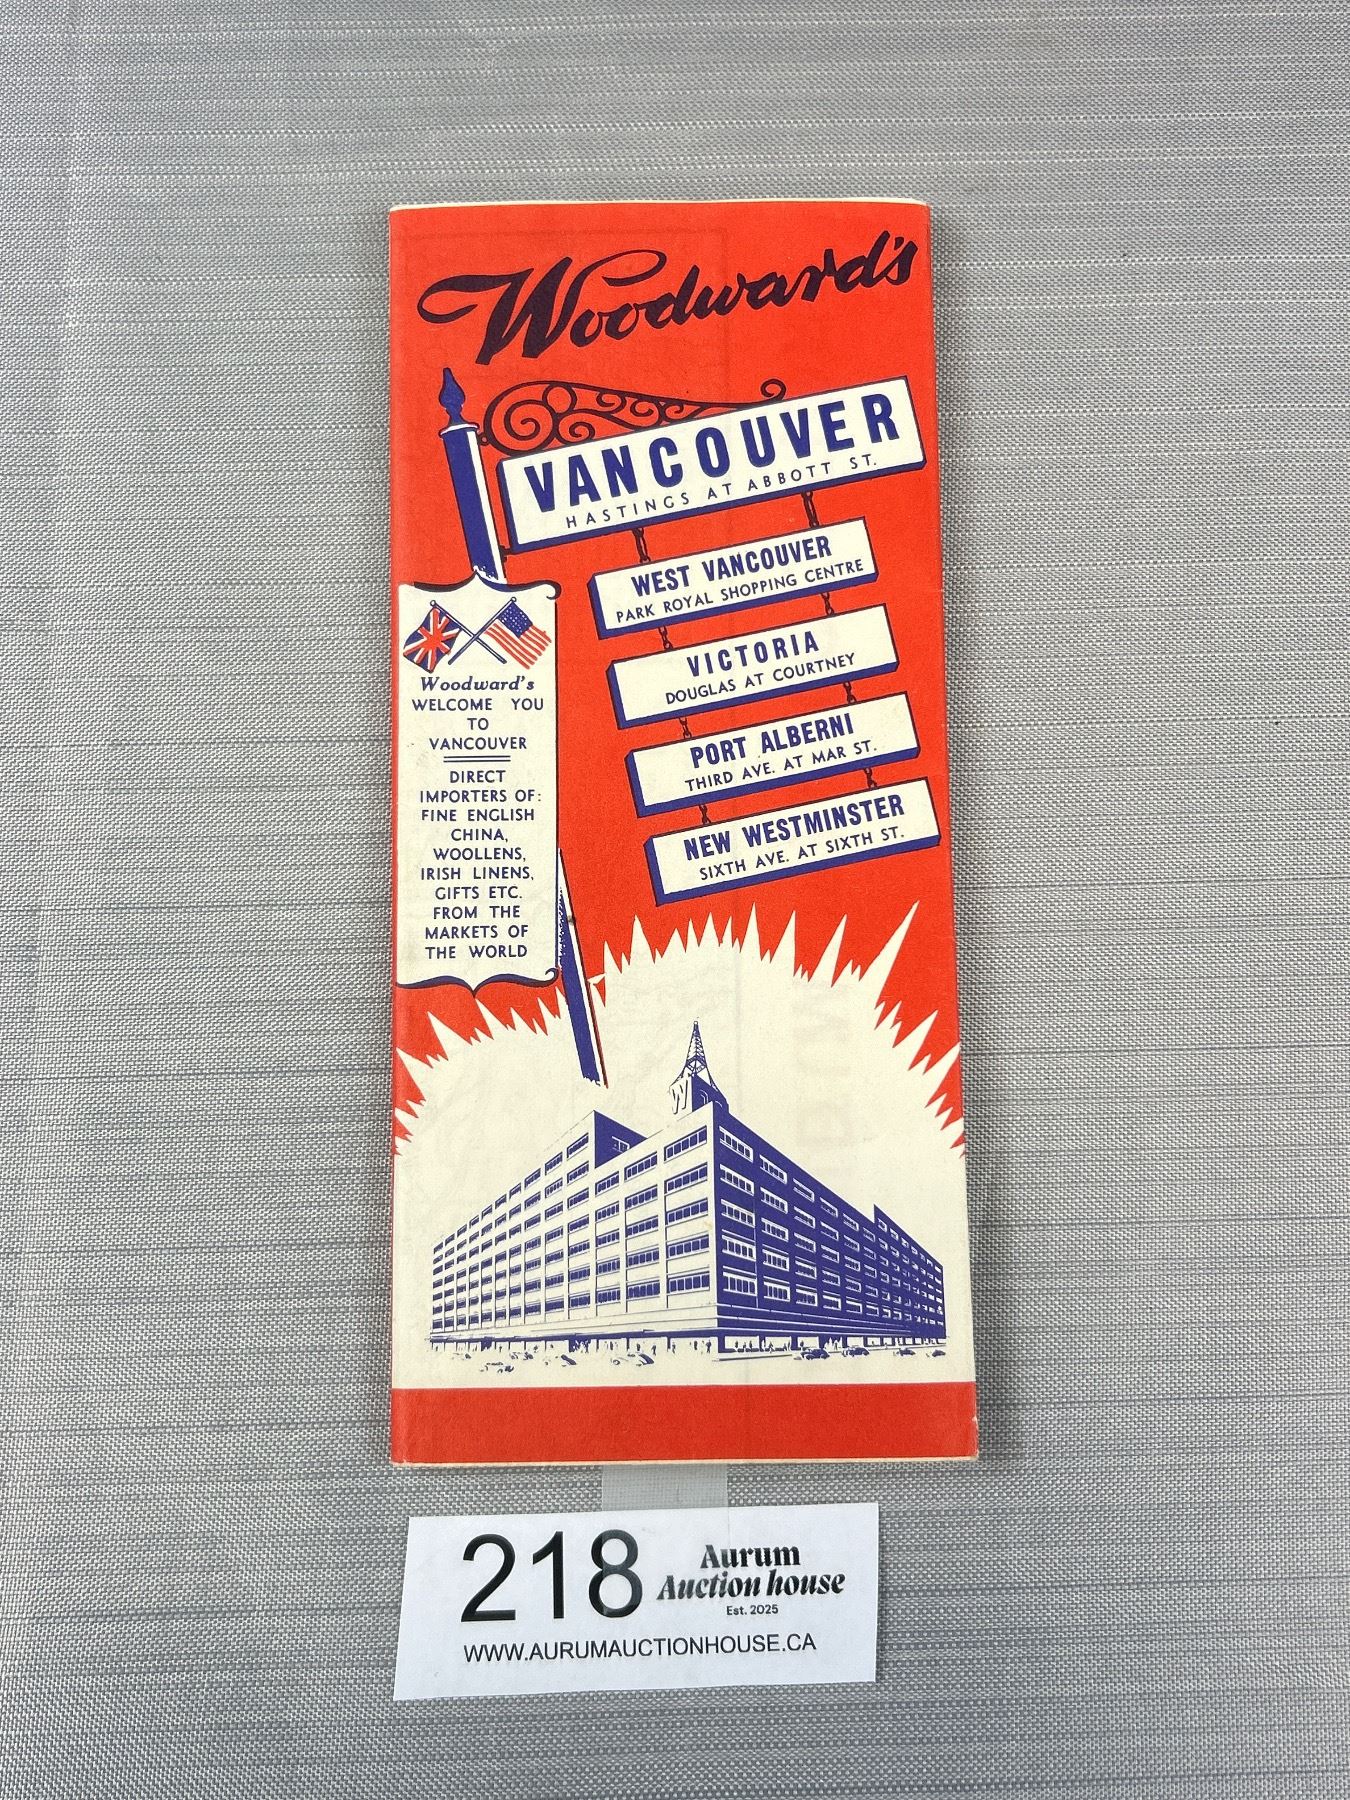 Woodward's
VANCOUVER
HASTINGS AT ABBOTT ST.
WEST VANCOUVER
PARK ROYAL SHOPPING CENTRE
VICTORIA
DOUGLAS AT COURTNEY
PORT ALBERNI
THIRD AVE. AT MAR ST.
NEW WESTMINSTER
SIXTH AVE. AT SIXTH ST.
Woodward's
WELCOME YOU
TO
VANCOUVER
DIRECT
IMPORTERS OF:
FINE ENGLISH
CHINA,
WOOLLENS,
IRISH LINENS,
GIFTS ETC.
FROM THE
MARKETS OF
THE WORLD
W
218
Aurum
Auction house
Est. 2025
WWW.AURUMAUCTIONHOUSE.CA